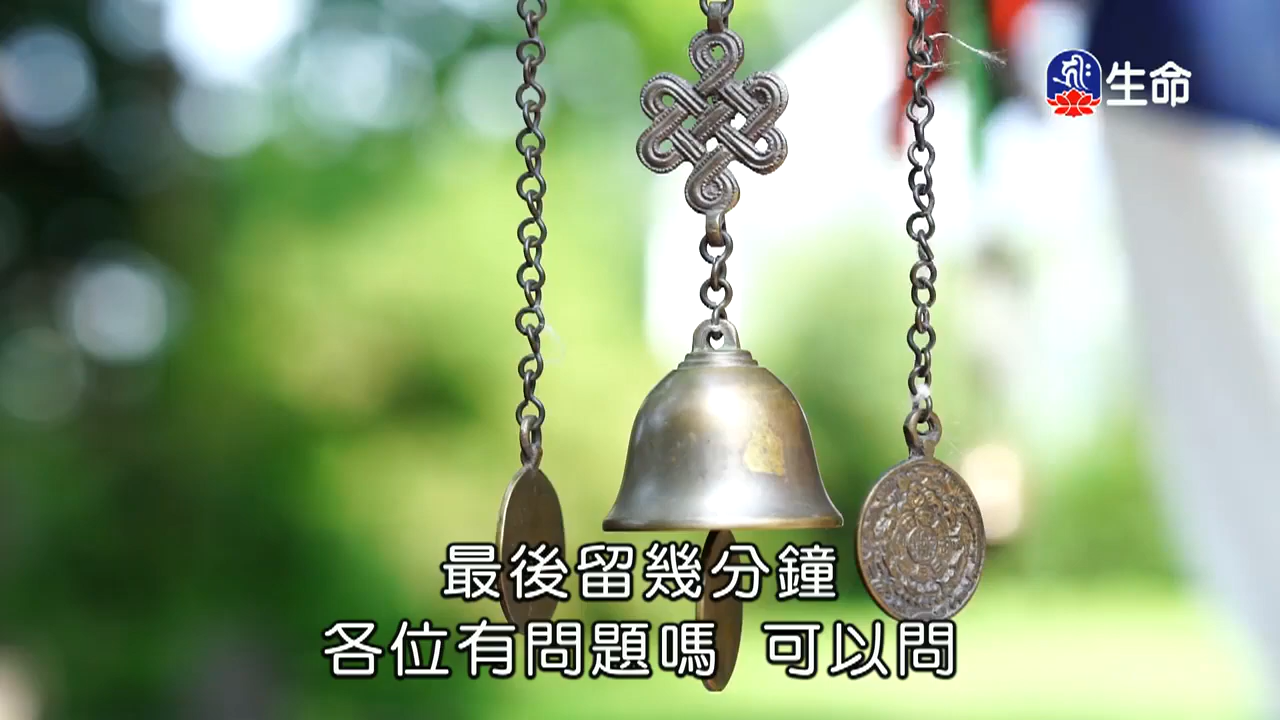 生命
最後留幾分鐘
各位有問題嗎 可以問